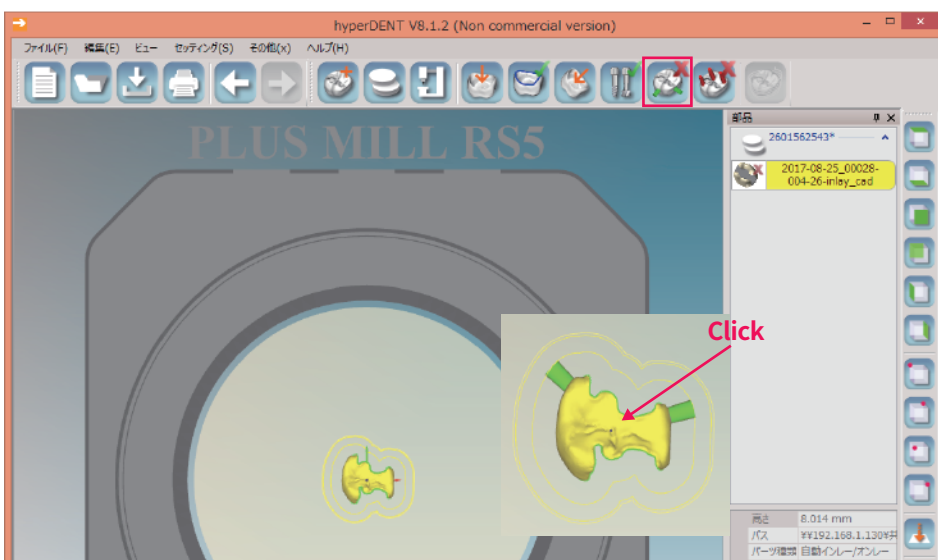 hyperDENT V8.1.2 (Non commercial version)
ファイル(F) 編集(E) ビュー セッティング(S) その他(x) ヘルプ(H)
部品
PLUS MILL RS5
2601562543*
2017-08-25_00028-
004-26-inlay_cad
Click
高さ 8.014 mm
パス ¥¥192.168.1.130¥共
パーツ種類 自動インレー/オンレー